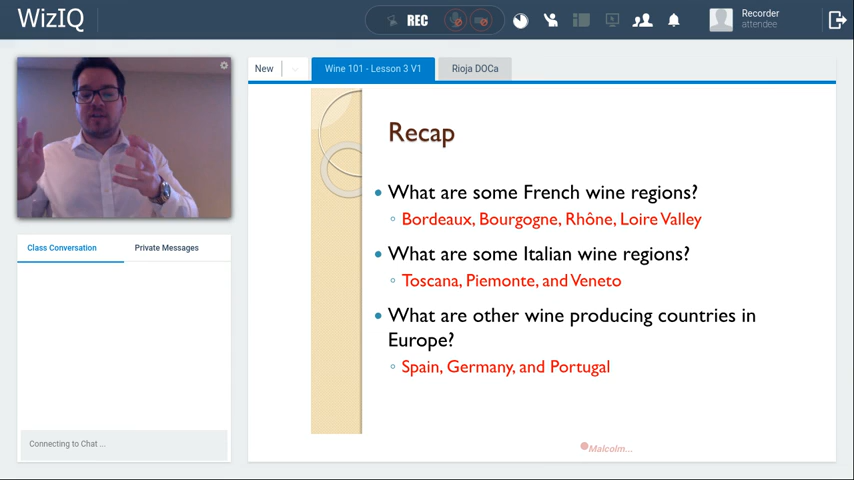 WizIQ
REC
Recorder
attendee
New
Wine 101 - Lesson 3 V1
Rioja DOCa
Recap
What are some French wine regions?
Bordeaux, Bourgogne, Rhône, Loire Valley
What are some Italian wine regions?
Toscana, Piemonte, and Veneto
What are other wine producing countries in
Europe?
Spain, Germany, and Portugal
Malcolm...
Class Conversation
Private Messages
Connecting to Chat ...